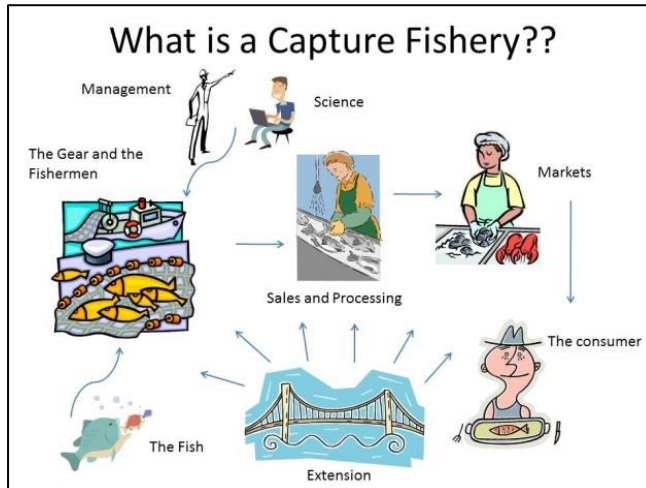 What is a Capture Fishery??
Management
Science
The Gear and the
Fishermen
Markets
Sales and Processing
The consumer
The Fish
Extension